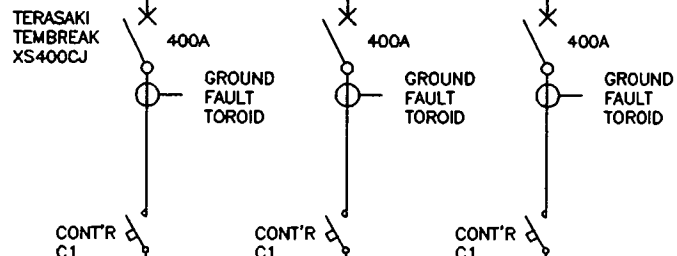 TERASAKI
TEMBREAK
XS400CJ
400A
400A
400A
GROUND
FAULT
TOROID
GROUND
FAULT
TOROID
GROUND
FAULT
TOROID
CONT'R
C1
CONT'R
C1
CONT'R
C1